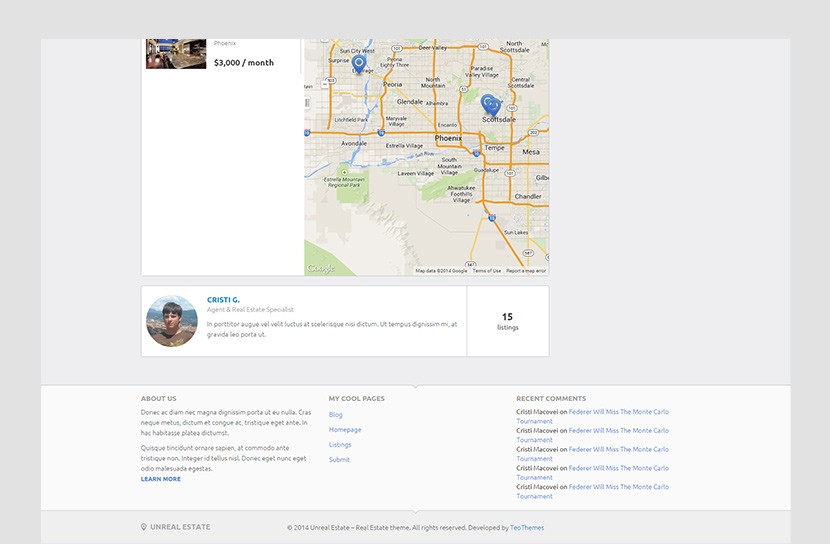 Phoenix
$3,000 / month
Deer Valley
North
Scottsdale
Sun City West
Surprise
Peoria
Eighty Three
Paradise
Valley Village
Peoria
North
Mountain
Central
Scottsdale
Glendale
Alhambra
Scottsdale
Litchfield Park
Maryvale
Village
Encanto
Phoenix
Avondale
Estrella Village
Tempe
Mesa
South
Mountain
Village
Guadalupe
Estrella Mountain
Regional Park
Laveen Village
Ahwatukee
Foothills
Village
Gilbe
Chandler
Sun Lakes
Google
Map data ©2014 Google
Terms of Use
Report a map error
CRISTI G.
Agent & Real Estate Specialist
In porttitor augue vel velit luctus at scelerisque nisi dictum. Ut tempus dignissim mi, at
gravida leo porta ut.
15
listings
ABOUT US
Donec ac diam nec magna dignissim porta ut eu nulla. Gras
neque metus, dictum et congue ac, tristique eget ante. In
hac habitasse platea dictumst.
Quisque tincidunt ornare sapien, at commodo ante
tristique non. Integer id tellus nisl. Donec eget nunc eget
odio malesuada egestas.
LEARN MORE
MY COOL PAGES
Blog
Homepage
Listings
Submit
RECENT COMMENTS
Cristi Macovei on Federer Will Miss The Monte Carlo
Tournament
Cristi Macovei on Federer Will Miss The Monte Carlo
Tournament
Cristi Macovei on Federer Will Miss The Monte Carlo
Tournament
Cristi Macovei on Federer Will Miss The Monte Carlo
Tournament
Cristi Macovei on Federer Will Miss The Monte Carlo
Tournament
UNREAL ESTATE
© 2014 Unreal Estate – Real Estate theme. All rights reserved. Developed by TeoThemes